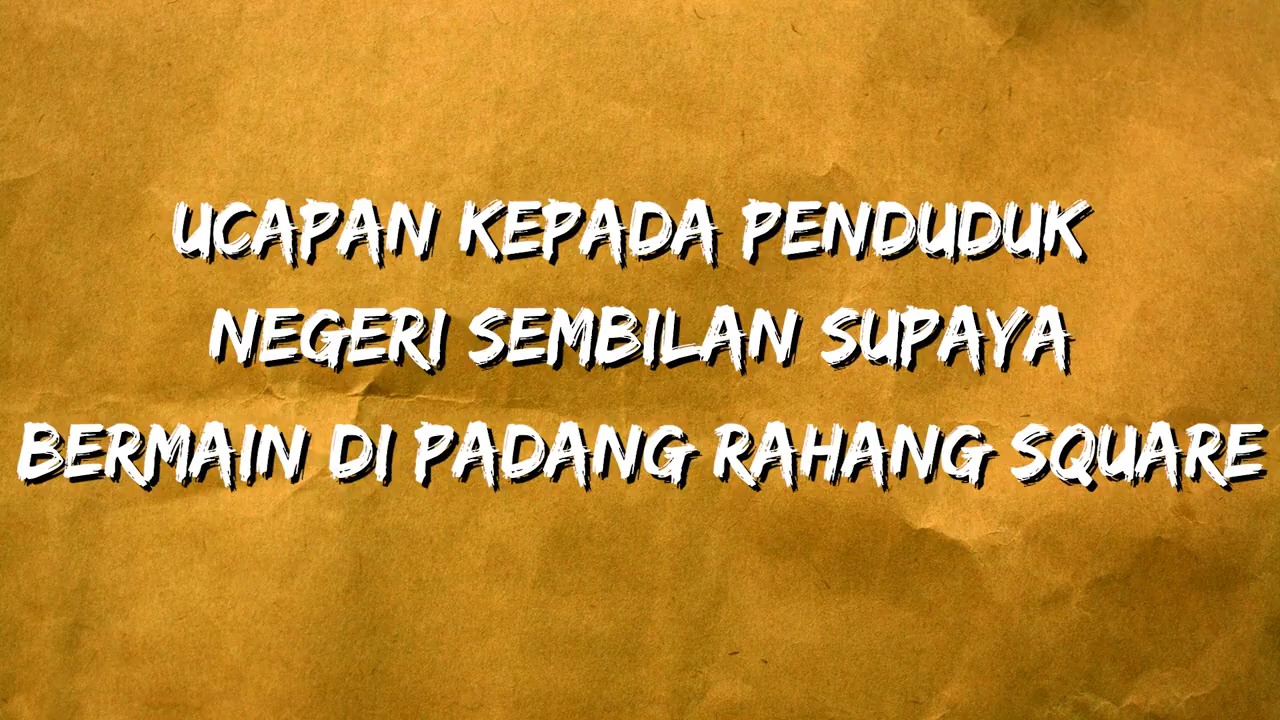 UCAPAN KEPADA PENDUDUK
NEGERI SEMBILAN SUPAYA
BERMAIN DI PADANG RAHANG SQUARE